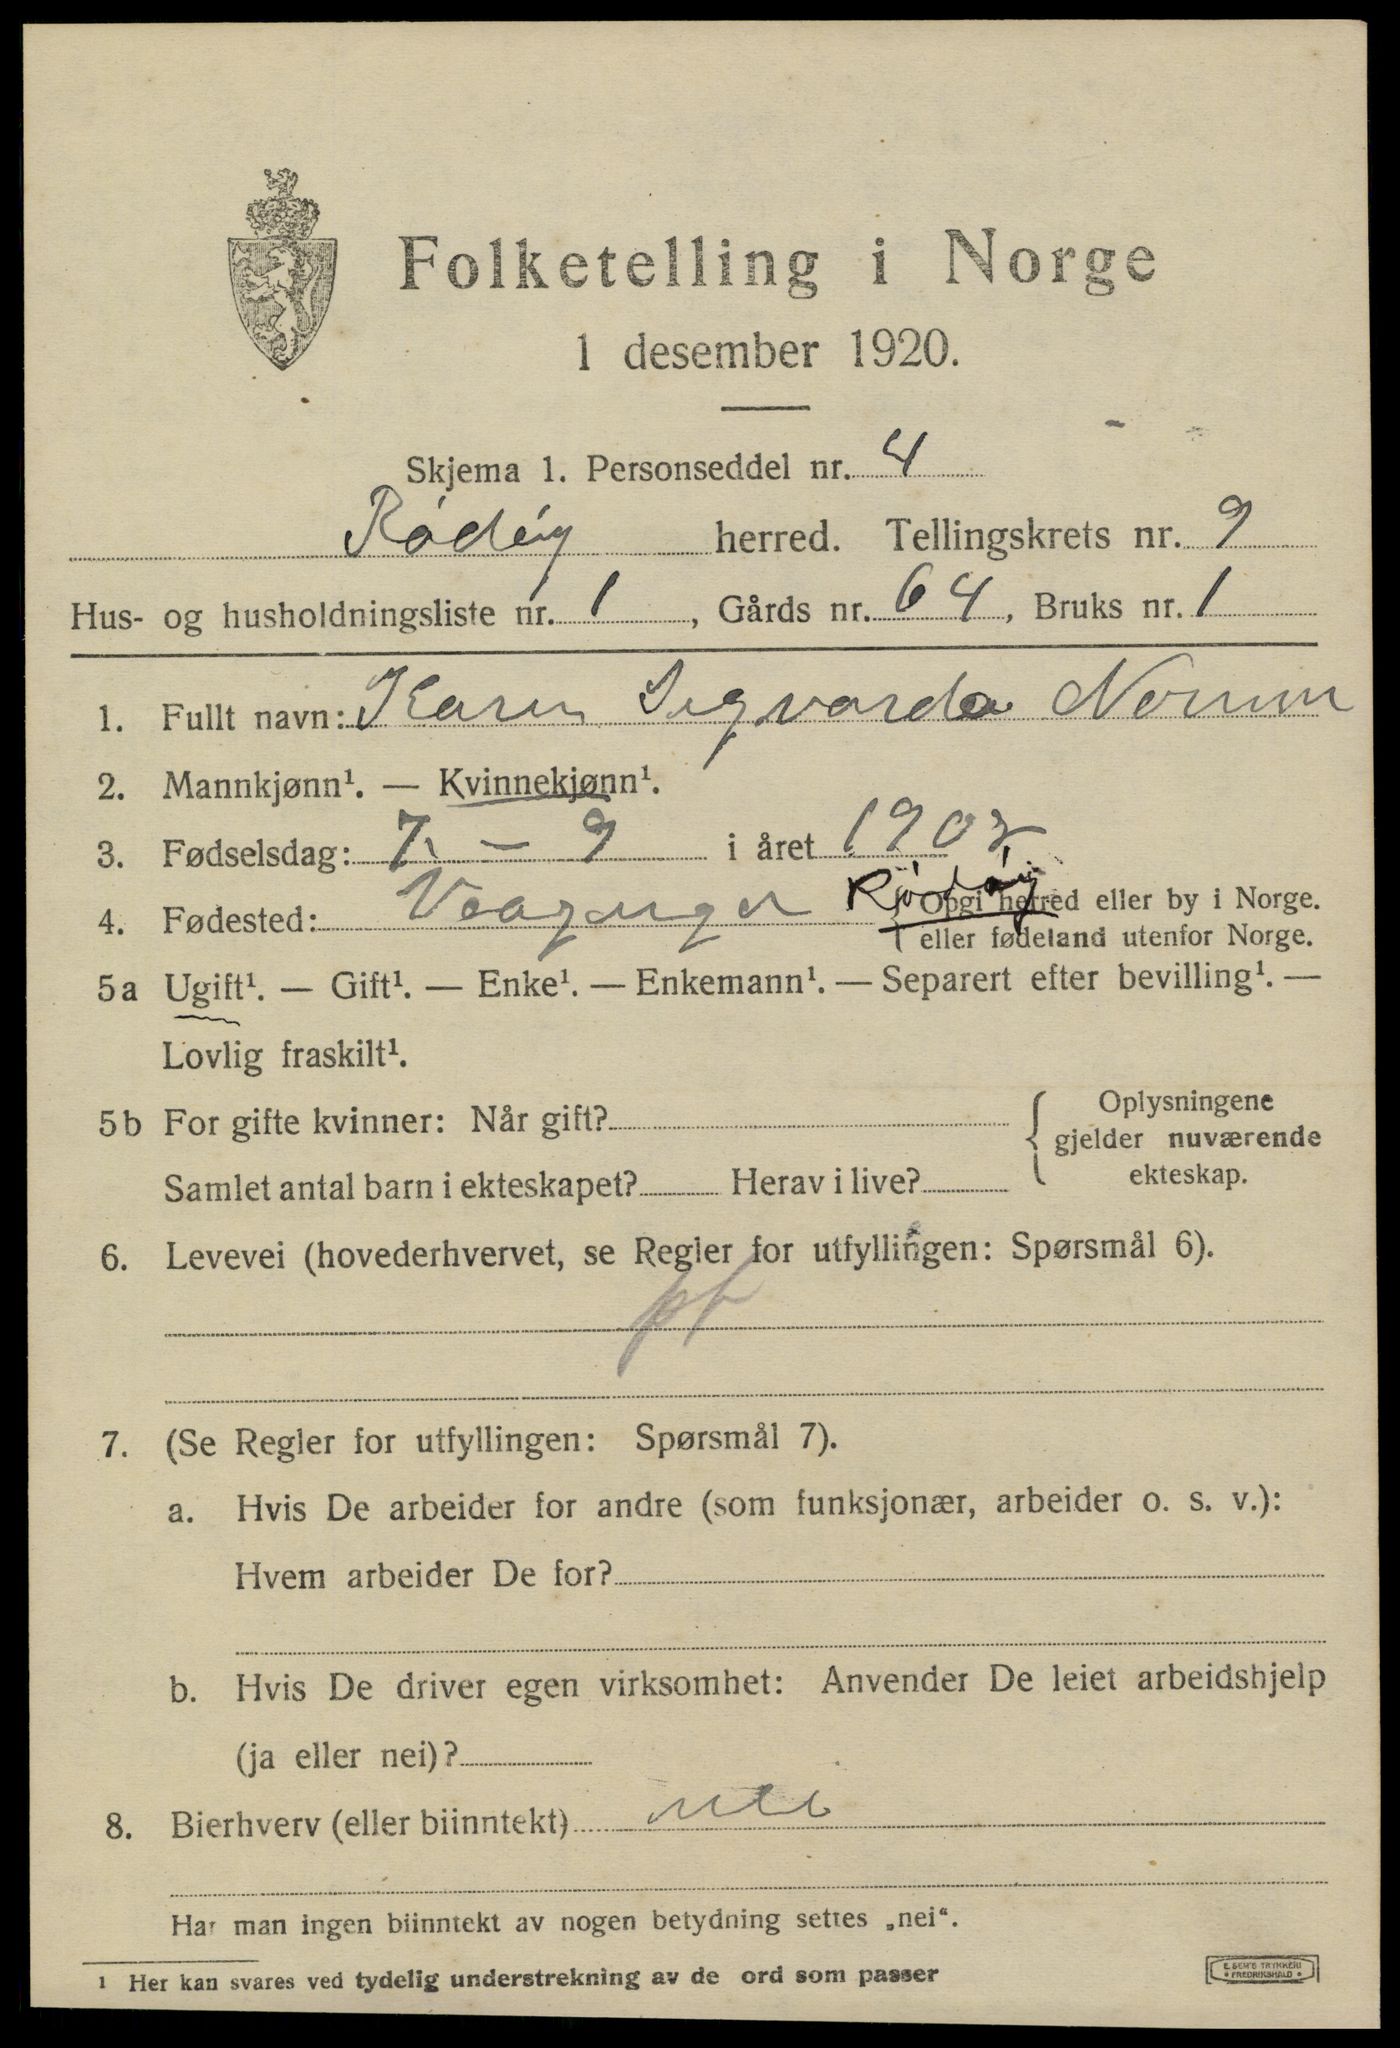 Folketelling i Norge
1 desember 1920.
Skjema 1. Personseddel nr. 4
Rødøy herred. Tellingskrets nr. 9
Hus- og husholdningsliste nr. 1, Gårds nr. 64, Bruks nr. 1
1. Fullt navn: Karen Sigvarda Norum
2. Mannkjønn¹. — Kvinnekjønn¹.
3. Fødselsdag: 7. - 9 i året 1902
4. Fødested: Rødøy { Opgi herred eller by i Norge.
eller fødeland utenfor Norge.
5a Ugift¹. — Gift¹. — Enke¹. — Enkemann¹. — Separert efter bevilling¹. —
Lovlig fraskilt¹.
5b For gifte kvinner: Når gift? { Oplysningene
gjelder nuværende
Samlet antal barn i ekteskapet? Herav i live? ekteskap.
6. Levevei (hovederhvervet, se Regler for utfyllingen: Spørsmål 6).
pf
7. (Se Regler for utfyllingen: Spørsmål 7).
a. Hvis De arbeider for andre (som funksjonær, arbeider o. s. v.):
Hvem arbeider De for?
b. Hvis De driver egen virksomhet: Anvender De leiet arbeidshjelp
(ja eller nei)?
8. Bierhverv (eller biinntekt) nei
Har man ingen biinntekt av nogen betydning settes „nei“.
¹ Her kan svares ved tydelig understrekning av de ord som passer
E. SEM'S TRYKKERI
FREDRIKSHALD